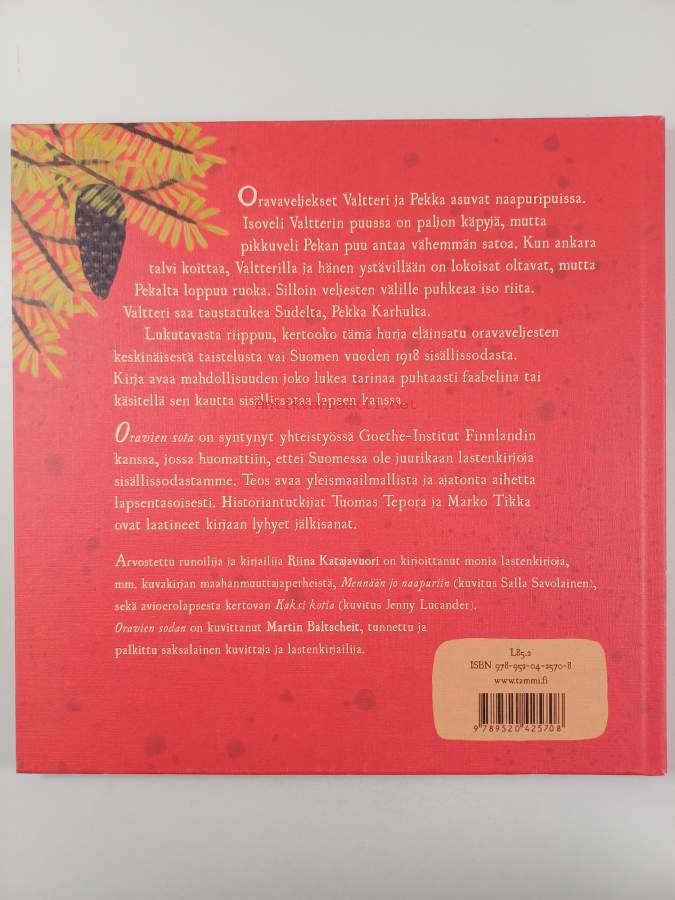 Oravaveljekset Valtteri ja Pekka asuvat naapuripuissa.
Isoveli Valtterin puussa on paljon käpyjä, mutta
pikkuveli Pekan puu antaa vähemmän satoa. Kun ankara
talvi koittaa, Valtterilla ja hänen ystävillään on lokoisat oltavat, mutta
Pekalta loppuu ruoka. Silloin veljesten välille puhkeaa iso riita.
Valtteri saa taustatukea Sudelta, Pekka Karhulta.
Lukutavasta riippuu, kertooko tämä hurja eläinsatu oravaveljesten
keskinäisestä taistelusta vai Suomen vuoden 1918 sisällissodasta.
Kirja avaa mahdollisuuden joko lukea tarinaa puhtaasti faabelina tai
käsitellä sen kautta sisällissotaa lapsen kanssa.
Antikvariaatti.net
Oravien sota on syntynyt yhteistyössä Goethe-Institut Finnlandin
kanssa, jossa huomattiin, ettei Suomessa ole juurikaan lastenkirjoja
sisällissodastamme. Teos avaa yleismaailmallista ja ajatonta aihetta
lapsentasoisesti. Historiantutkijat Tuomas Tepora ja Marko Tikka
ovat laatineet kirjaan lyhyet jälkisanat.
Arvostettu runoilija ja kirjailija Riina Katajavuori on kirjoittanut monia lastenkirjoja,
mm. kuvakirjan maahanmuuttajaperheistä, Mennään jo naapuriin (kuvitus Salla Savolainen),
sekä avioerolapsesta kertovan Kaksi kotia (kuvitus Jenny Lucander).
Oravien sodan on kuvittanut Martin Baltscheit, tunnettu ja
palkittu saksalainen kuvittaja ja lastenkirjailija.
L85.2
ISBN 978-952-04-2570-8
www.tammi.fi
9 789520 425708